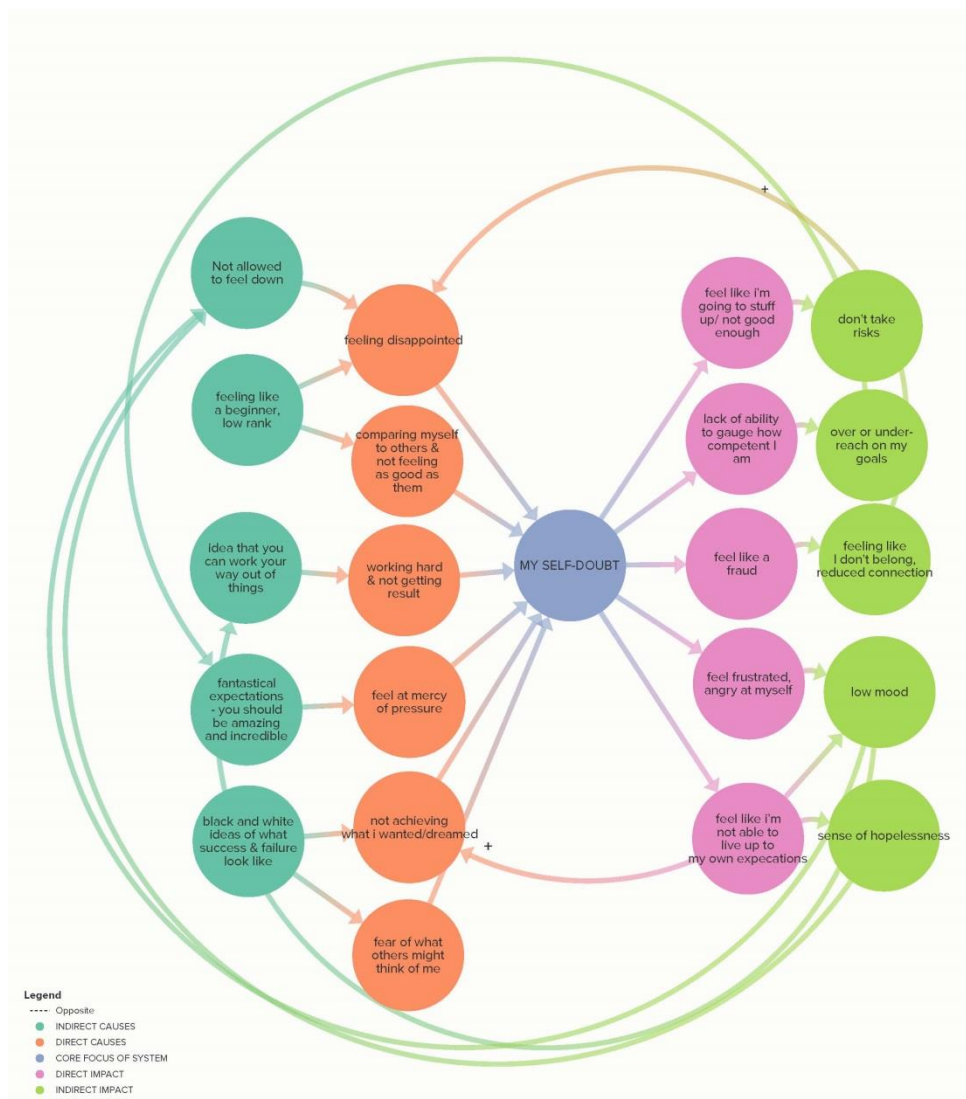 +
Not allowed
to feel down
feeling disappointed
feeling like
a beginner,
low rank
comparing myself
to others &
not feeling
as good as
them
idea that you
can work your
way out of
things
working hard
& not getting
result
fantastical
expectations
- you should
be amazing
and incredible
feel at mercy
of pressure
black and white
ideas of what
success & failure
look like
not achieving
what i wanted/dreamed
+
fear of what
others might
think of me
MY SELF-DOUBT
feel like i'm
going to stuff
up/ not good
enough
don't take
risks
lack of ability
to gauge how
competent I
am
over or under-
reach on my
goals
feel like a
fraud
feeling like
I don't belong,
reduced connection
feel frustrated,
angry at myself
low mood
feel like i'm
not able to
live up to
my own expecations
sense of hopelessness
Legend
Opposite
INDIRECT CAUSES
DIRECT CAUSES
CORE FOCUS OF SYSTEM
DIRECT IMPACT
INDIRECT IMPACT